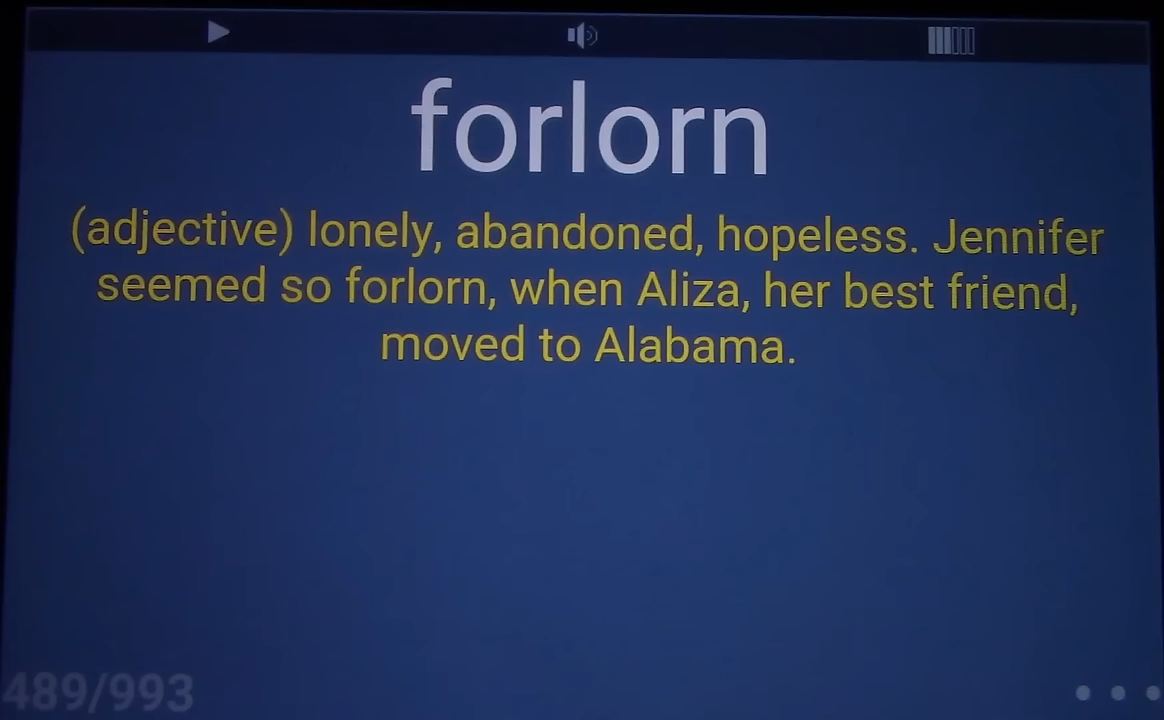 forlorn
(adjective) lonely, abandoned, hopeless. Jennifer
seemed so forlorn, when Aliza, her best friend,
moved to Alabama.
489/993